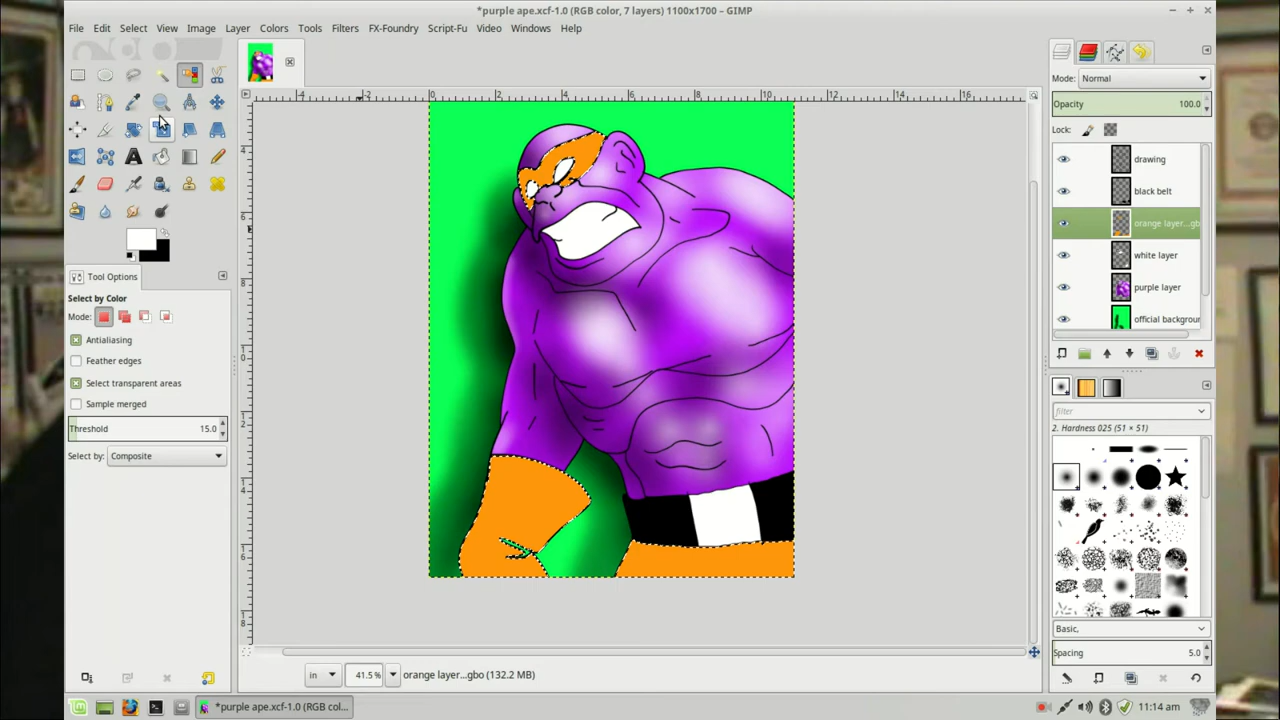 *purple ape.xcf-1.0 (RGB color, 7 layers) 1100x1700 – GIMP
File Edit Select View Image Layer Colors Tools Filters FX-Foundry Script-Fu Video Windows Help
Mode: Normal
Opacity 100.0
Lock:
drawing
black belt
orange layer...gb
white layer
purple layer
official backgrour
Tool Options
Select by Color
Mode:
Antialiasing
Feather edges
Select transparent areas
Sample merged
Threshold 15.0
Select by: Composite
filter
2. Hardness 025 (51 × 51)
Basic,
Spacing 5.0
in 41.5% orange layer...gbo (132.2 MB)
*purple ape.xcf-1.0 (RGB col...
11:14 am